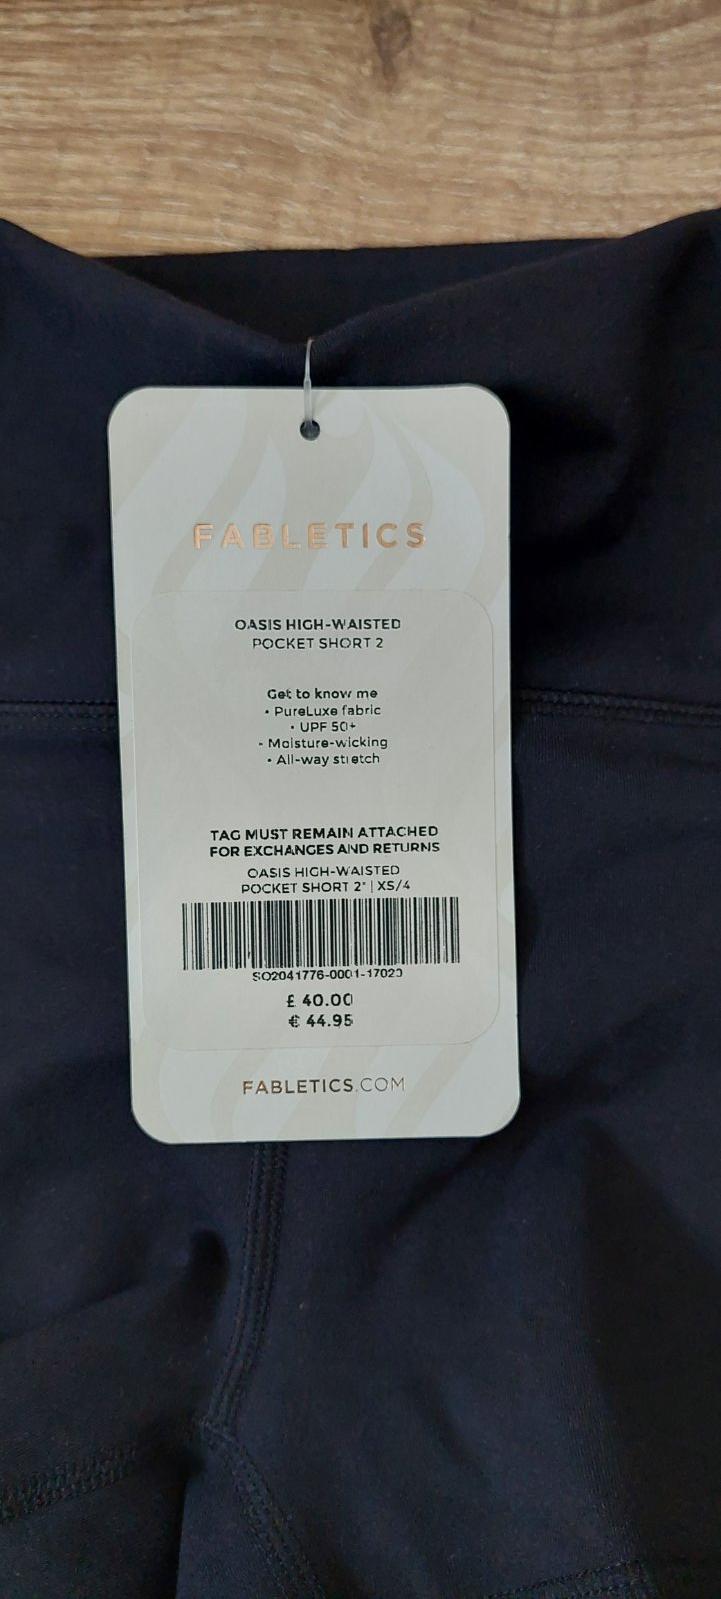 FABLETICS
OASIS HIGH-WAISTED
POCKET SHORT 2
Get to know me
• PureLuxe fabric
• UPF 50+
• Moisture-wicking
• All-way stretch
TAG MUST REMAIN ATTACHED
FOR EXCHANGES AND RETURNS
OASIS HIGH-WAISTED
POCKET SHORT 2" | XS/4
SO2041776-0001-17020
£ 40.00
€ 44.95
FABLETICS.COM